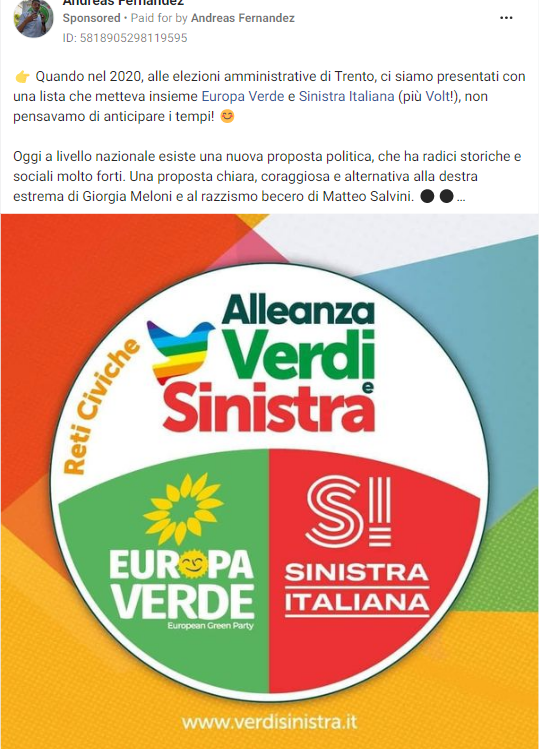 Andreas Fernandez
Sponsored • Paid for by Andreas Fernandez
ID: 5818905298119595
👉 Quando nel 2020, alle elezioni amministrative di Trento, ci siamo presentati con
una lista che metteva insieme Europa Verde e Sinistra Italiana (più Volt!), non
pensavamo di anticipare i tempi! 😊
Oggi a livello nazionale esiste una nuova proposta politica, che ha radici storiche e
sociali molto forti. Una proposta chiara, coraggiosa e alternativa alla destra
estrema di Giorgia Meloni e al razzismo becero di Matteo Salvini. ⚫ ⚫ ...
Reti Civiche
Alleanza
Verdi
e
Sinistra
EUROPA
VERDE
European Green Party
SI
SINISTRA
ITALIANA
www.verdisinistra.it